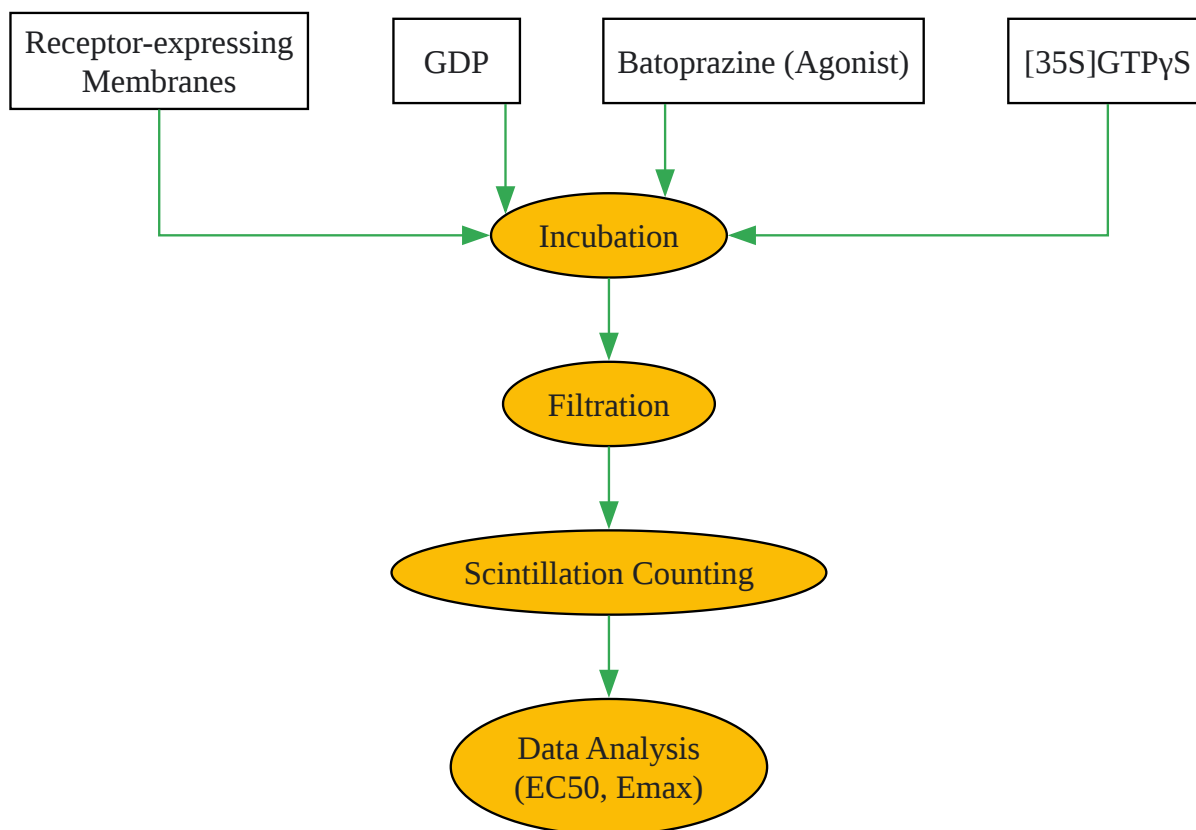 Receptor-expressing
Membranes
GDP
Batoprazine (Agonist)
[35S]GTPγS
Incubation
Filtration
Scintillation Counting
Data Analysis
(EC50, Emax)